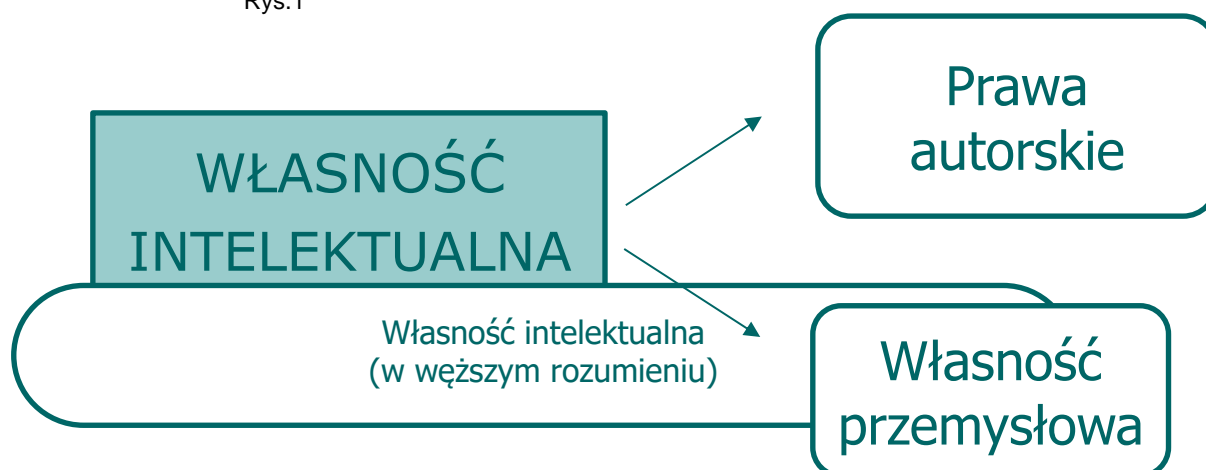 Rys.1
Prawa
autorskie
WŁASNOŚĆ
INTELEKTUALNA
Własność intelektualna
(w węższym rozumieniu)
Własność
przemysłowa